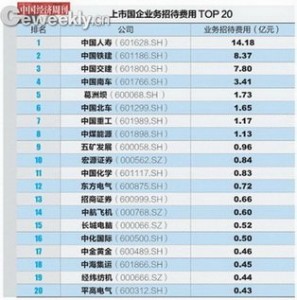 中国经济周刊
Ceweekly.cn
上市国企业务招待费用 TOP 20
排名 公司 业务招待费用(亿元)
1 中国人寿(601628.SH) 14.18
2 中国铁建(601186.SH) 8.37
3 中国交建(601800.SH) 7.80
4 中国南车(601766.SH) 3.41
5 葛洲坝(600068.SH) 1.73
6 中国北车(601299.SH) 1.65
7 中国重工(601989.SH) 1.17
8 中煤能源(601898.SH) 1.13
9 五矿发展(600058.SH) 0.96
10 宏源证券(000562.SZ) 0.84
11 中国化学(601117.SH) 0.83
12 东方电气(600875.SH) 0.72
13 招商证券(600999.SH) 0.66
14 中航飞机(000768.SZ) 0.60
15 长城电脑(000066.SZ) 0.52
16 中化国际(600500.SH) 0.50
17 中金黄金(600489.SH) 0.46
18 中海集运(601866.SH) 0.45
19 经纬纺机(000666.SZ) 0.44
20 平高电气(600312.SH) 0.43